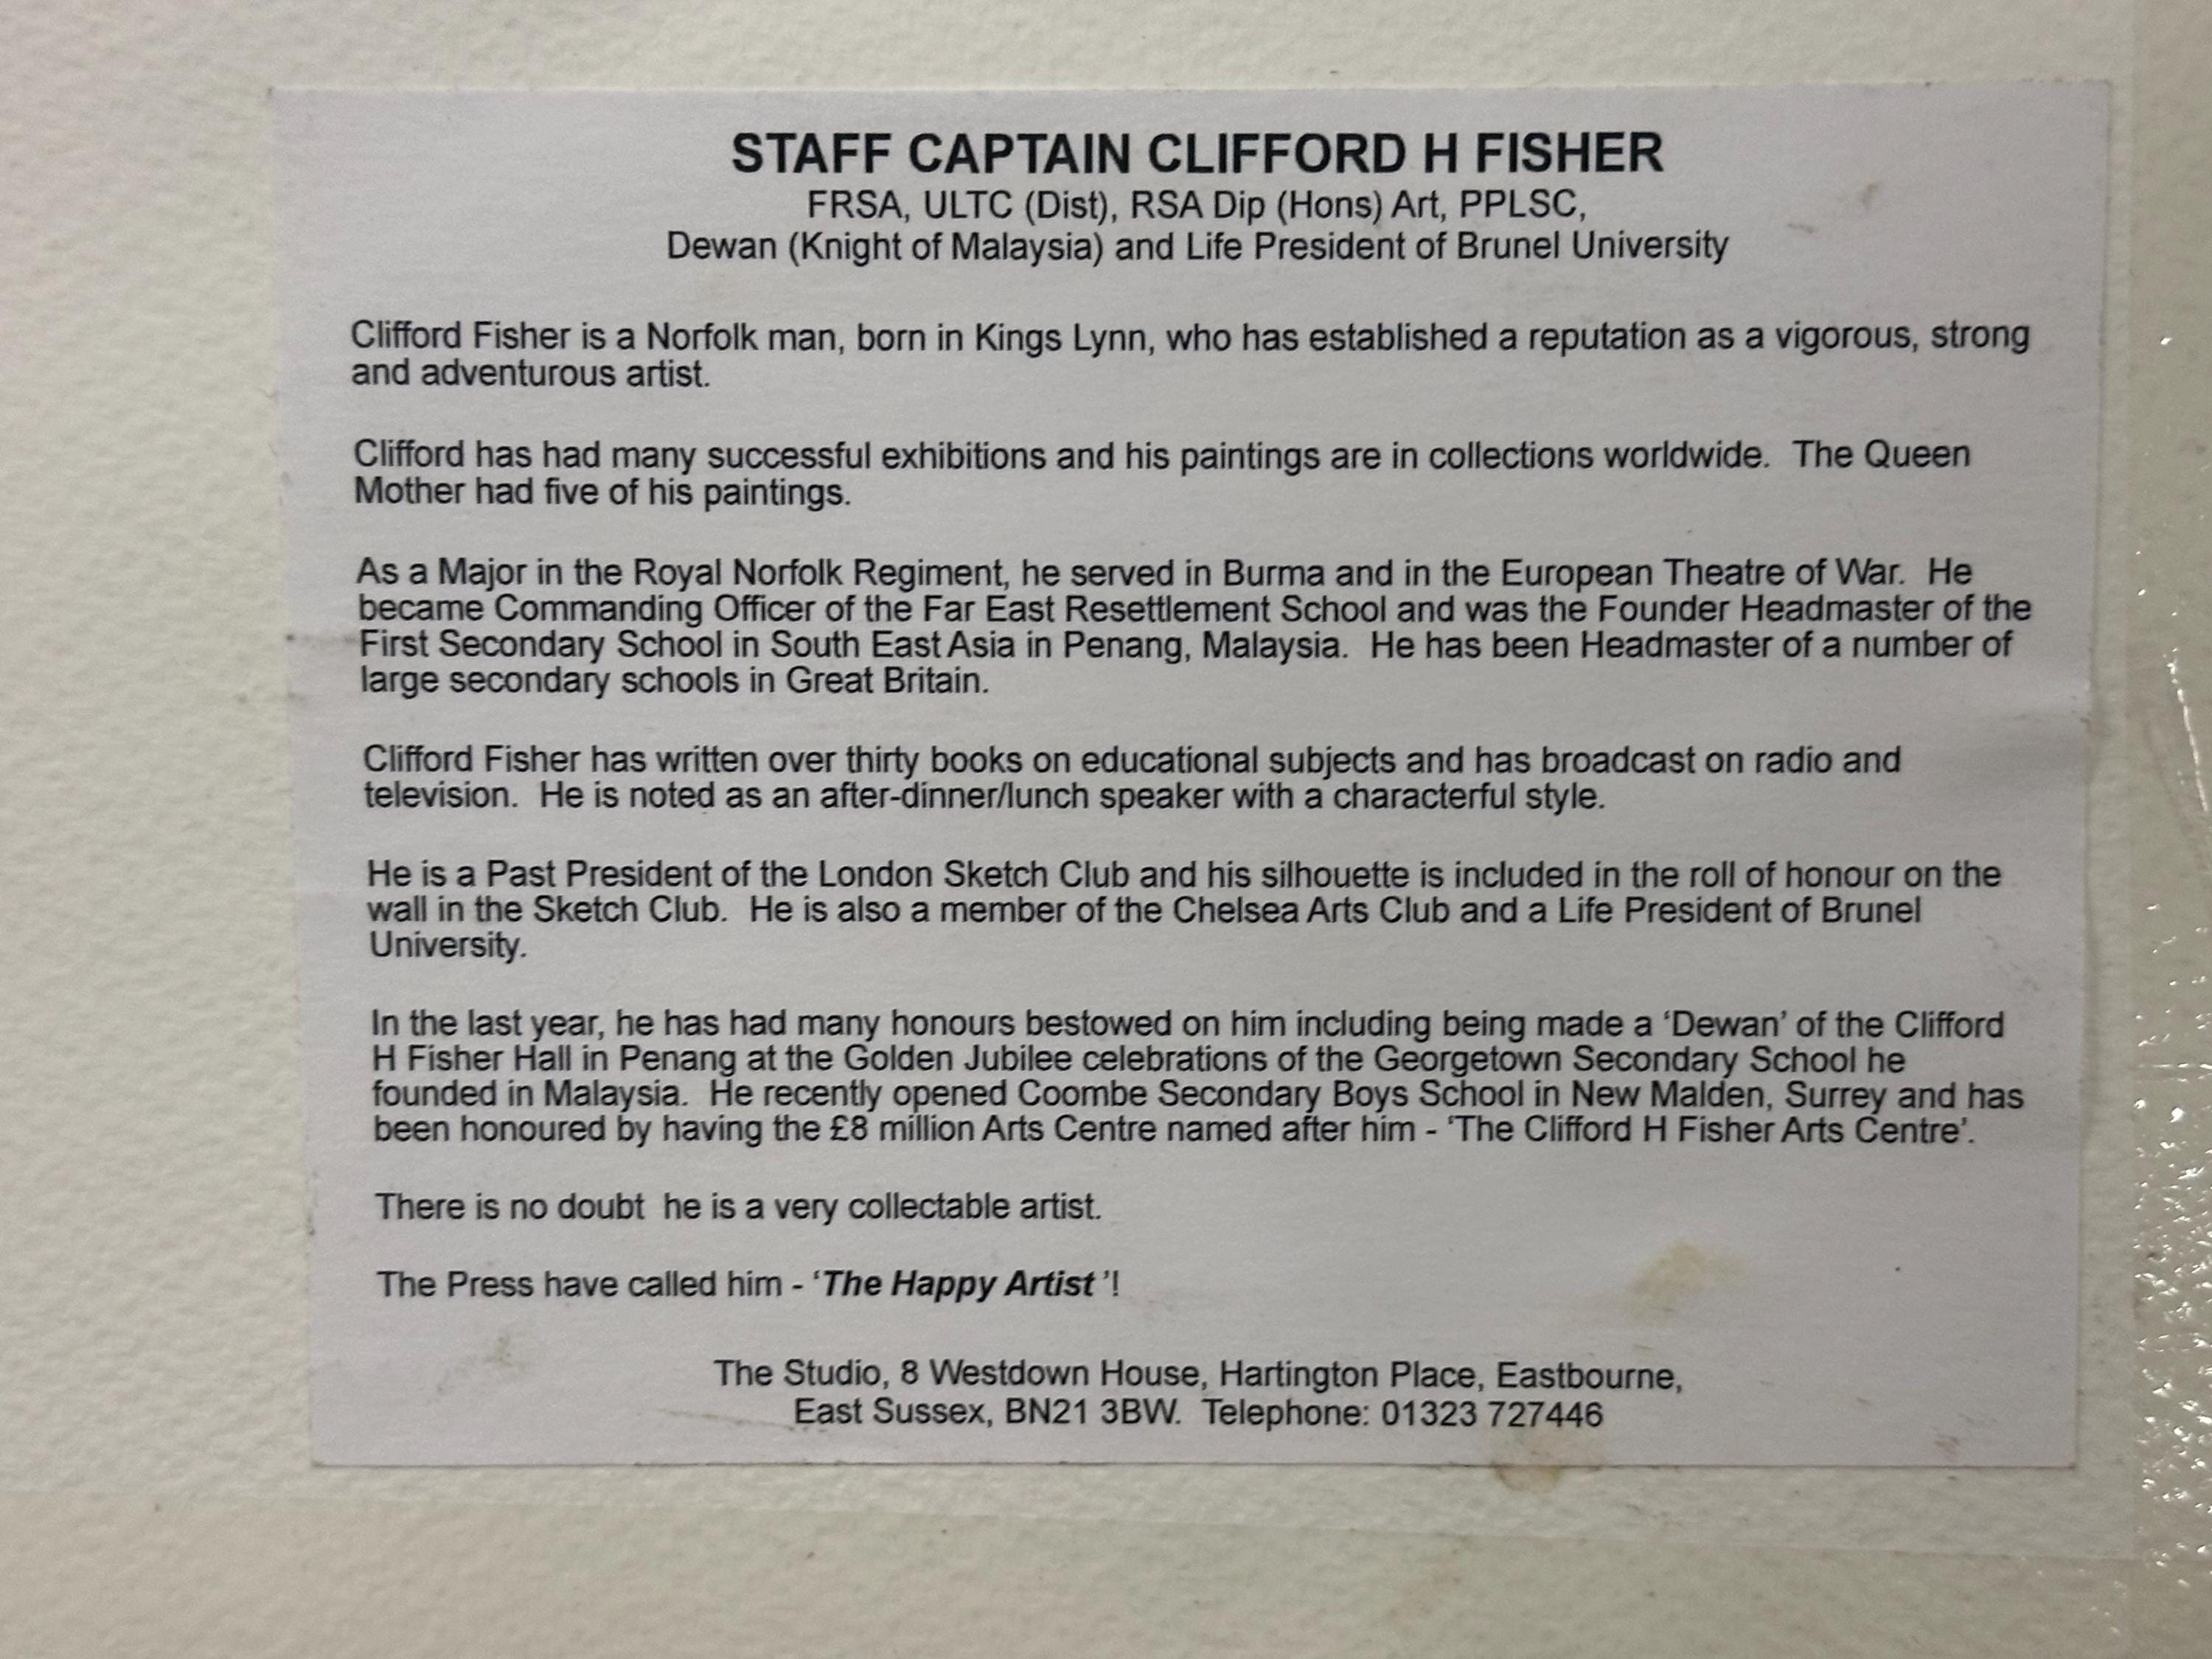 STAFF CAPTAIN CLIFFORD H FISHER
FRSA, ULTC (Dist), RSA Dip (Hons) Art, PPLSC,
Dewan (Knight of Malaysia) and Life President of Brunel University
Clifford Fisher is a Norfolk man, born in Kings Lynn, who has established a reputation as a vigorous, strong
and adventurous artist.
Clifford has had many successful exhibitions and his paintings are in collections worldwide.  The Queen
Mother had five of his paintings.
As a Major in the Royal Norfolk Regiment, he served in Burma and in the European Theatre of War.  He
became Commanding Officer of the Far East Resettlement School and was the Founder Headmaster of the
First Secondary School in South East Asia in Penang, Malaysia.  He has been Headmaster of a number of
large secondary schools in Great Britain.
Clifford Fisher has written over thirty books on educational subjects and has broadcast on radio and
television.  He is noted as an after-dinner/lunch speaker with a characterful style.
He is a Past President of the London Sketch Club and his silhouette is included in the roll of honour on the
wall in the Sketch Club.  He is also a member of the Chelsea Arts Club and a Life President of Brunel
University.
In the last year, he has had many honours bestowed on him including being made a ‘Dewan’ of the Clifford
H Fisher Hall in Penang at the Golden Jubilee celebrations of the Georgetown Secondary School he
founded in Malaysia.  He recently opened Coombe Secondary Boys School in New Malden, Surrey and has
been honoured by having the £8 million Arts Centre named after him - ‘The Clifford H Fisher Arts Centre’.
There is no doubt  he is a very collectable artist.
The Press have called him - ‘The Happy Artist ’!
The Studio, 8 Westdown House, Hartington Place, Eastbourne,
East Sussex, BN21 3BW.  Telephone: 01323 727446